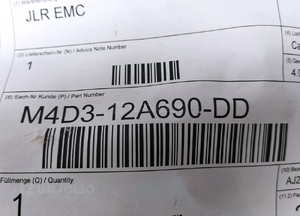 JLR EMC
(3) Lieferschein-Nr (N) / Advice Note Number
1
(8) Sach-Nr Kunde (P) / Part Number
M4D3-12A690-DD
Füllmenge (Q) / Quantity
1
AJZ